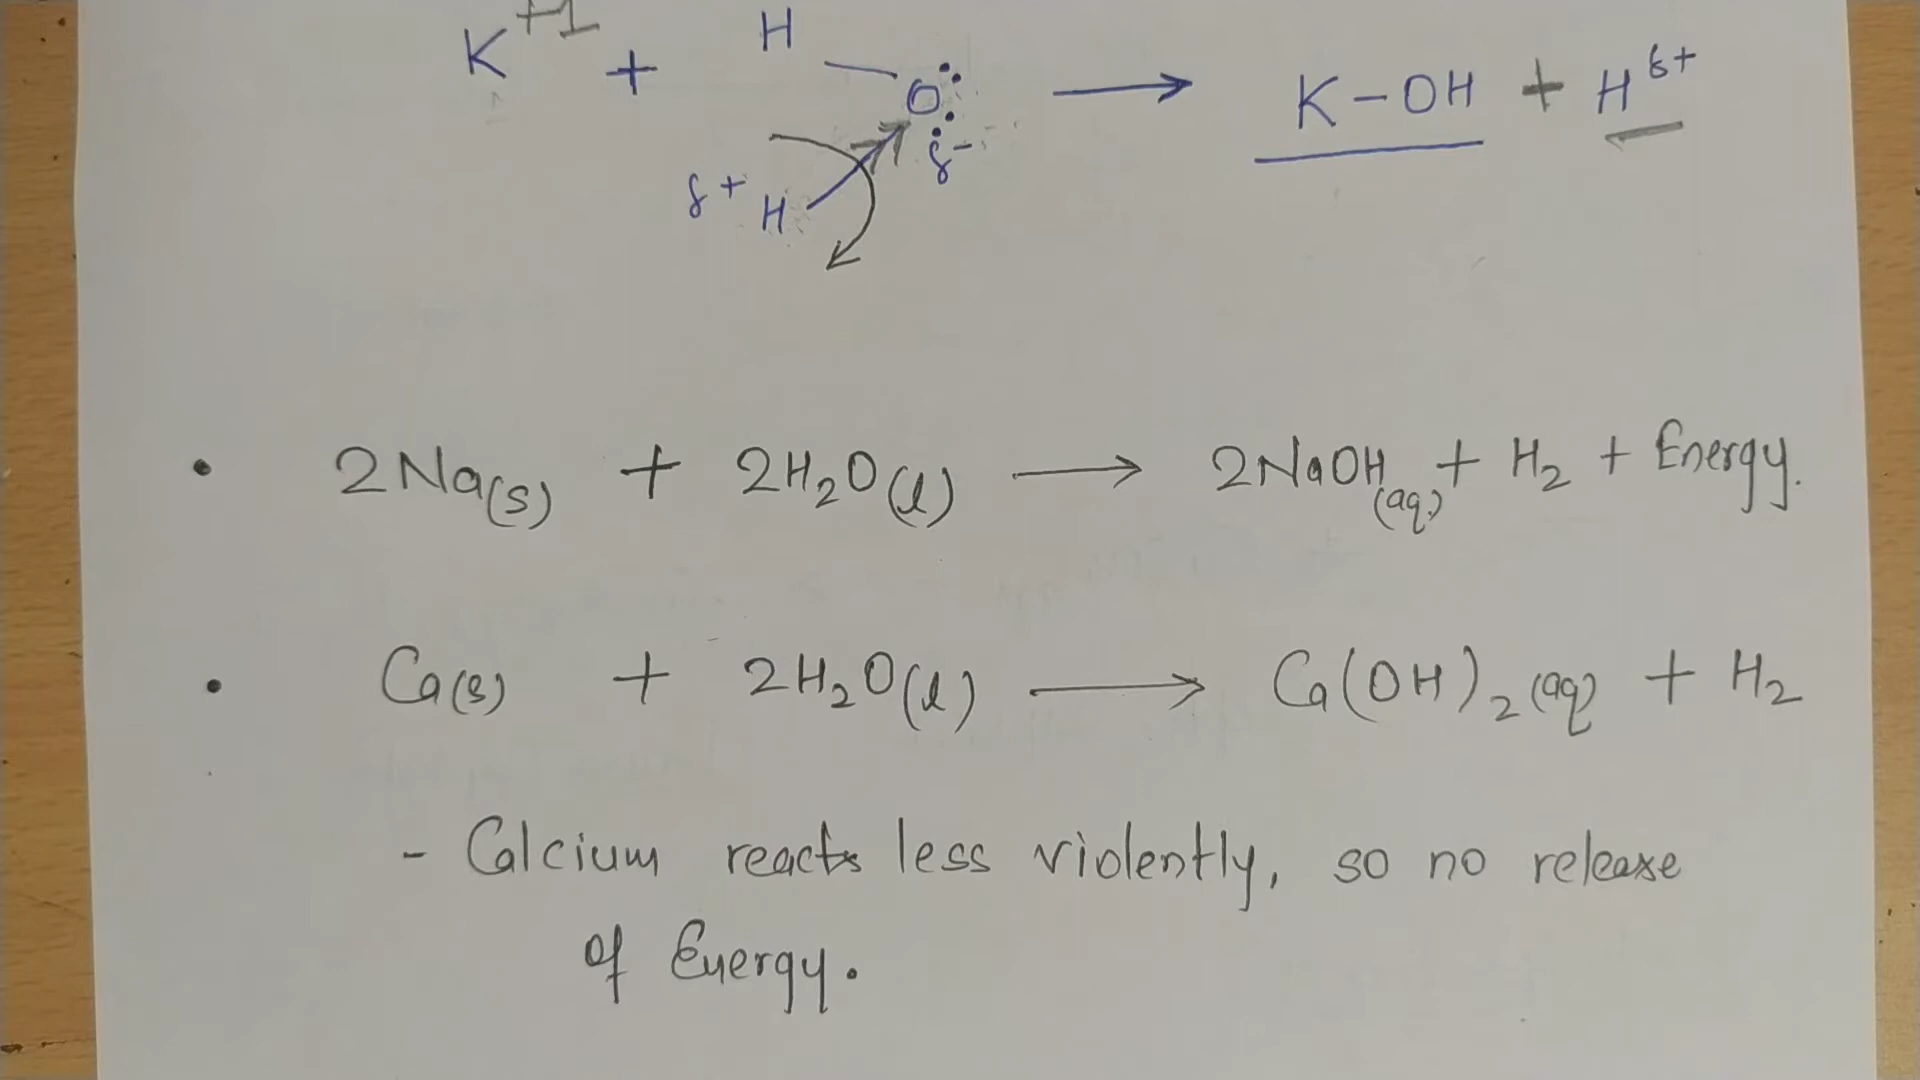 K+1 + H O δ- δ+ H → K-OH + Hδ+
• 2Na(s) + 2H₂O(l) → 2NaOH(aq) + H₂ + Energy.
• Ca(s) + 2H₂O(l) → Ca(OH)₂(aq) + H₂
- Calcium reacts less violently, so no release
of Energy.